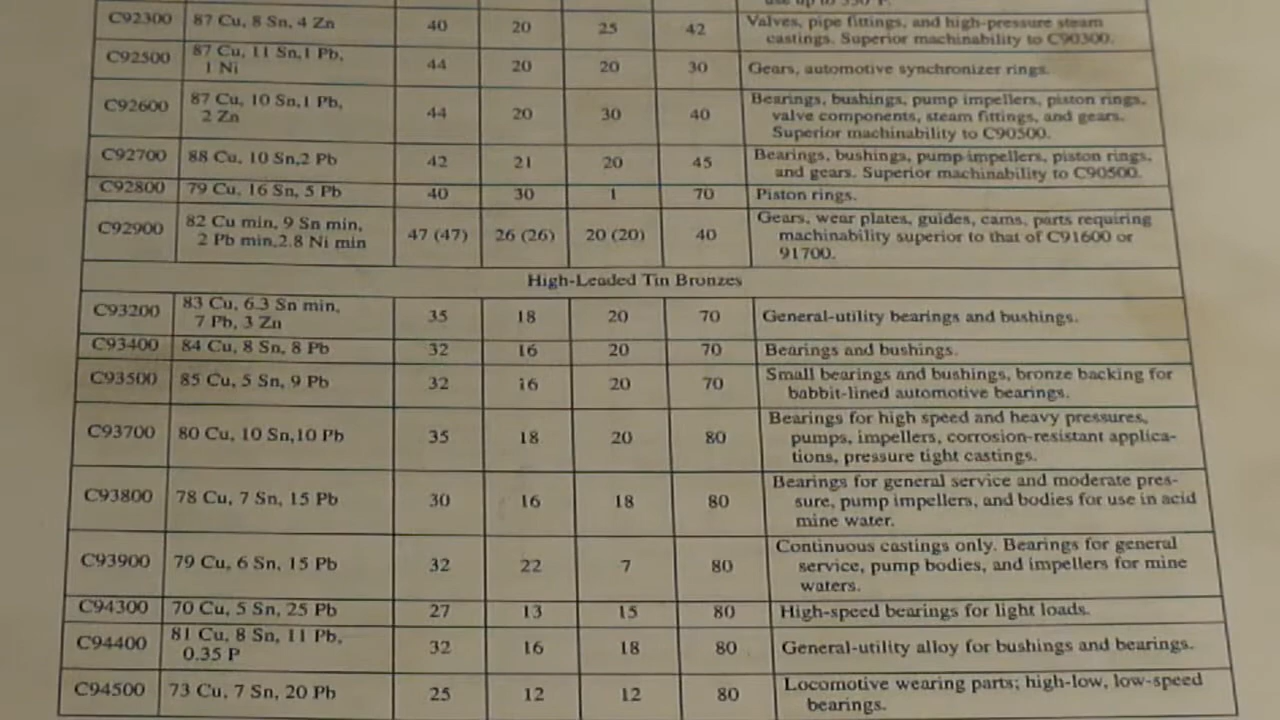 use up to 550°F.
C92300 87 Cu, 8 Sn, 4 Zn 40 20 25 42 Valves, pipe fittings, and high-pressure steam
castings. Superior machinability to C90300.
C92500 87 Cu, 11 Sn,1 Pb, 44 20 20 30 Gears, automotive synchronizer rings.
1 Ni
C92600 87 Cu, 10 Sn,1 Pb, 44 20 30 40 Bearings, bushings, pump impellers, piston rings,
2 Zn valve components, steam fittings, and gears.
Superior machinability to C90500.
C92700 88 Cu, 10 Sn,2 Pb 42 21 20 45 Bearings, bushings, pump impellers, piston rings,
and gears. Superior machinability to C90500.
C92800 79 Cu, 16 Sn, 5 Pb 40 30 1 70 Piston rings.
C92900 82 Cu min, 9 Sn min, 47 (47) 26 (26) 20 (20) 40 Gears, wear plates, guides, cams, parts requiring
2 Pb min,2.8 Ni min machinability superior to that of C91600 or
91700.
High-Leaded Tin Bronzes
C93200 83 Cu, 6.3 Sn min, 35 18 20 70 General-utility bearings and bushings.
7 Pb, 3 Zn
C93400 84 Cu, 8 Sn, 8 Pb 32 16 20 70 Bearings and bushings.
C93500 85 Cu, 5 Sn, 9 Pb 32 16 20 70 Small bearings and bushings, bronze backing for
babbit-lined automotive bearings.
C93700 80 Cu, 10 Sn,10 Pb 35 18 20 80 Bearings for high speed and heavy pressures,
pumps, impellers, corrosion-resistant applica-
tions, pressure tight castings.
C93800 78 Cu, 7 Sn, 15 Pb 30 16 18 80 Bearings for general service and moderate pres-
sure, pump impellers, and bodies for use in acid
mine water.
C93900 79 Cu, 6 Sn, 15 Pb 32 22 7 80 Continuous castings only. Bearings for general
service, pump bodies, and impellers for mine
waters.
C94300 70 Cu, 5 Sn, 25 Pb 27 13 15 80 High-speed bearings for light loads.
C94400 81 Cu, 8 Sn, 11 Pb, 32 16 18 80 General-utility alloy for bushings and bearings.
0.35 P
C94500 73 Cu, 7 Sn, 20 Pb 25 12 12 80 Locomotive wearing parts; high-low, low-speed
bearings.